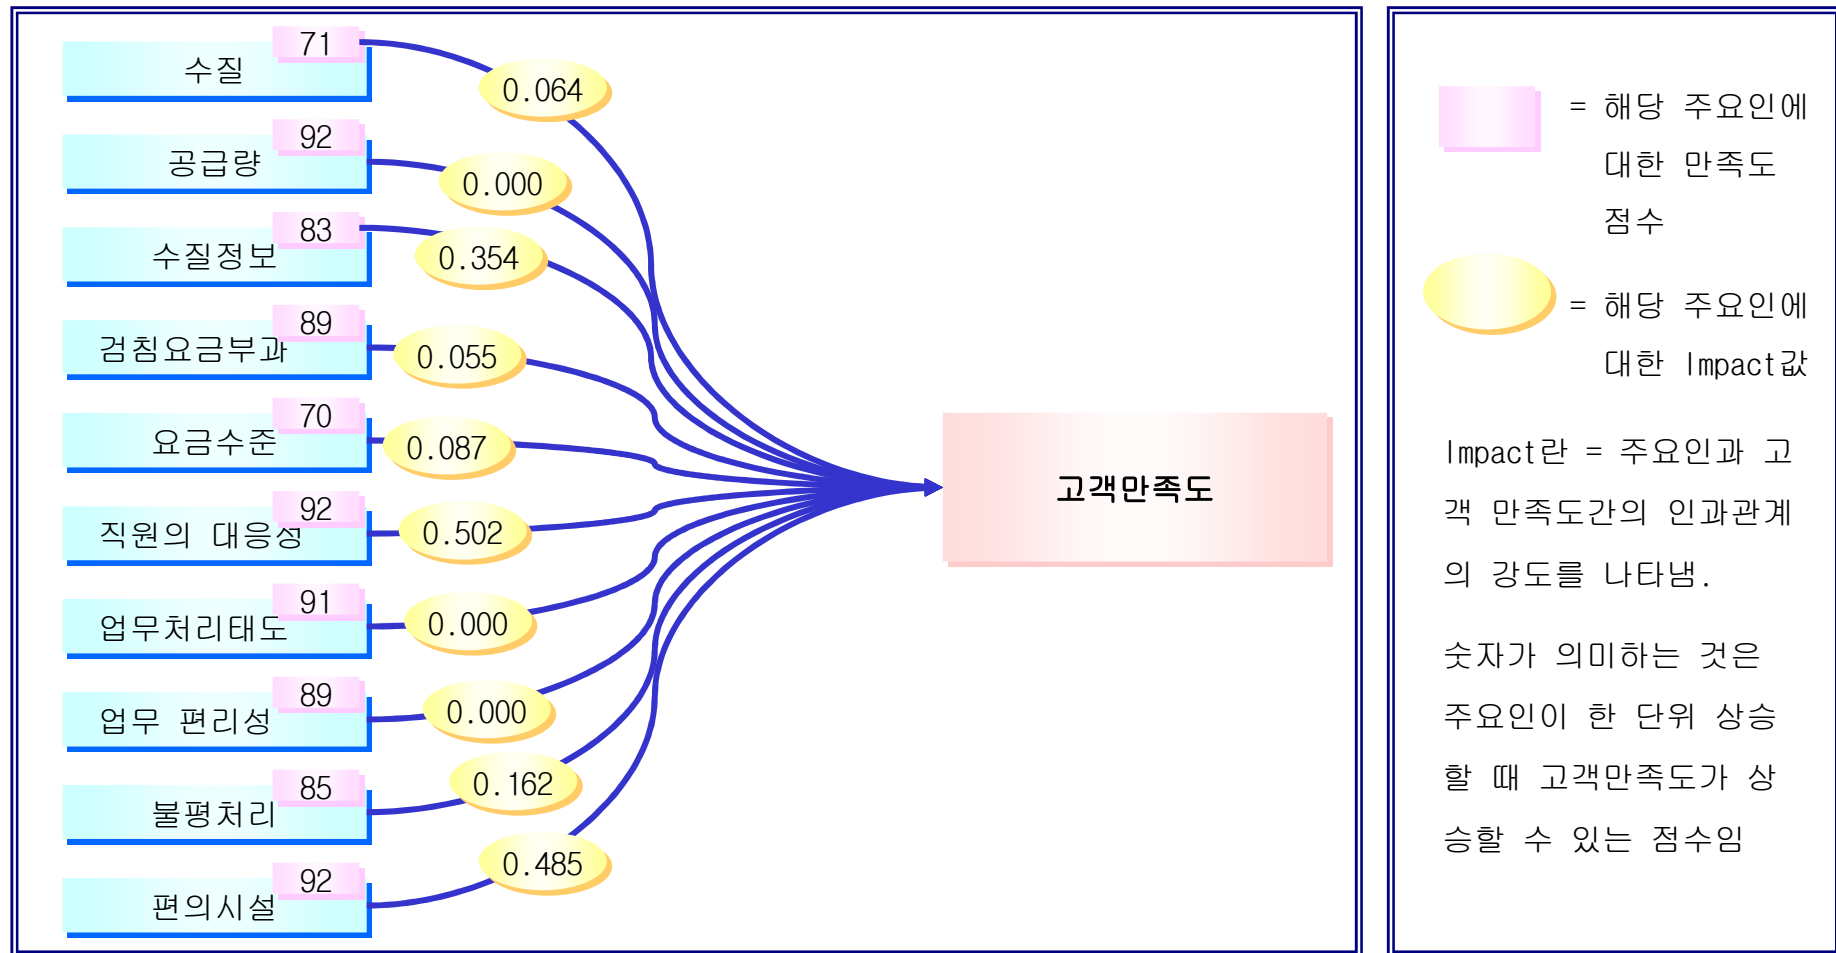 71
수질
0.064
92
공급량
0.000
83
수질정보
0.354
89
검침요금부과
0.055
70
요금수준
0.087
92
직원의 대응성
0.502
91
업무처리태도
0.000
89
업무 편리성
0.000
85
불평처리
0.162
92
편의시설
0.485
고객만족도
= 해당 주요인에
대한 만족도
점수
= 해당 주요인에
대한 Impact값
Impact란 = 주요인과 고
객 만족도간의 인과관계
의 강도를 나타냄.
숫자가 의미하는 것은
주요인이 한 단위 상승
할 때 고객만족도가 상
승할 수 있는 점수임